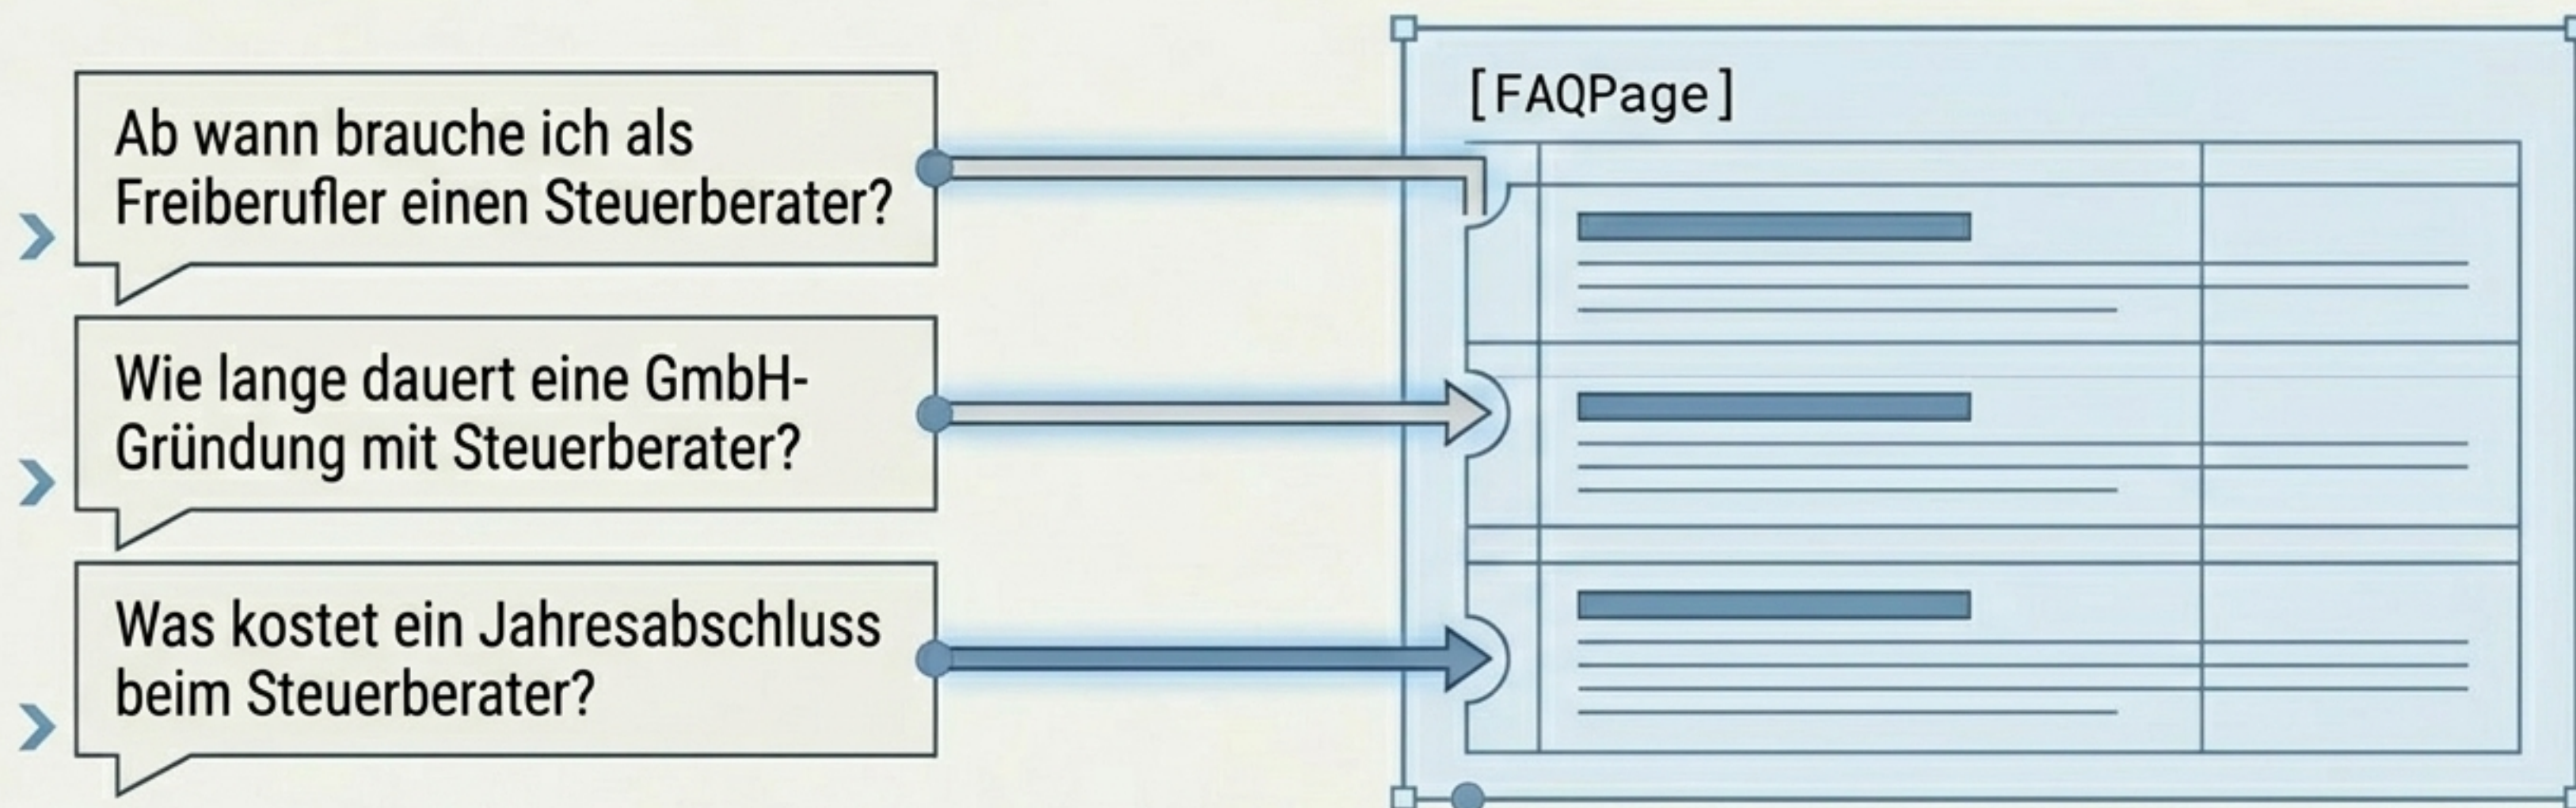 Ab wann brauche ich als
Freiberufler einen Steuerberater?
Wie lange dauert eine GmbH-
Gründung mit Steuerberater?
Was kostet ein Jahresabschluss
beim Steuerberater?
[FAQPage]